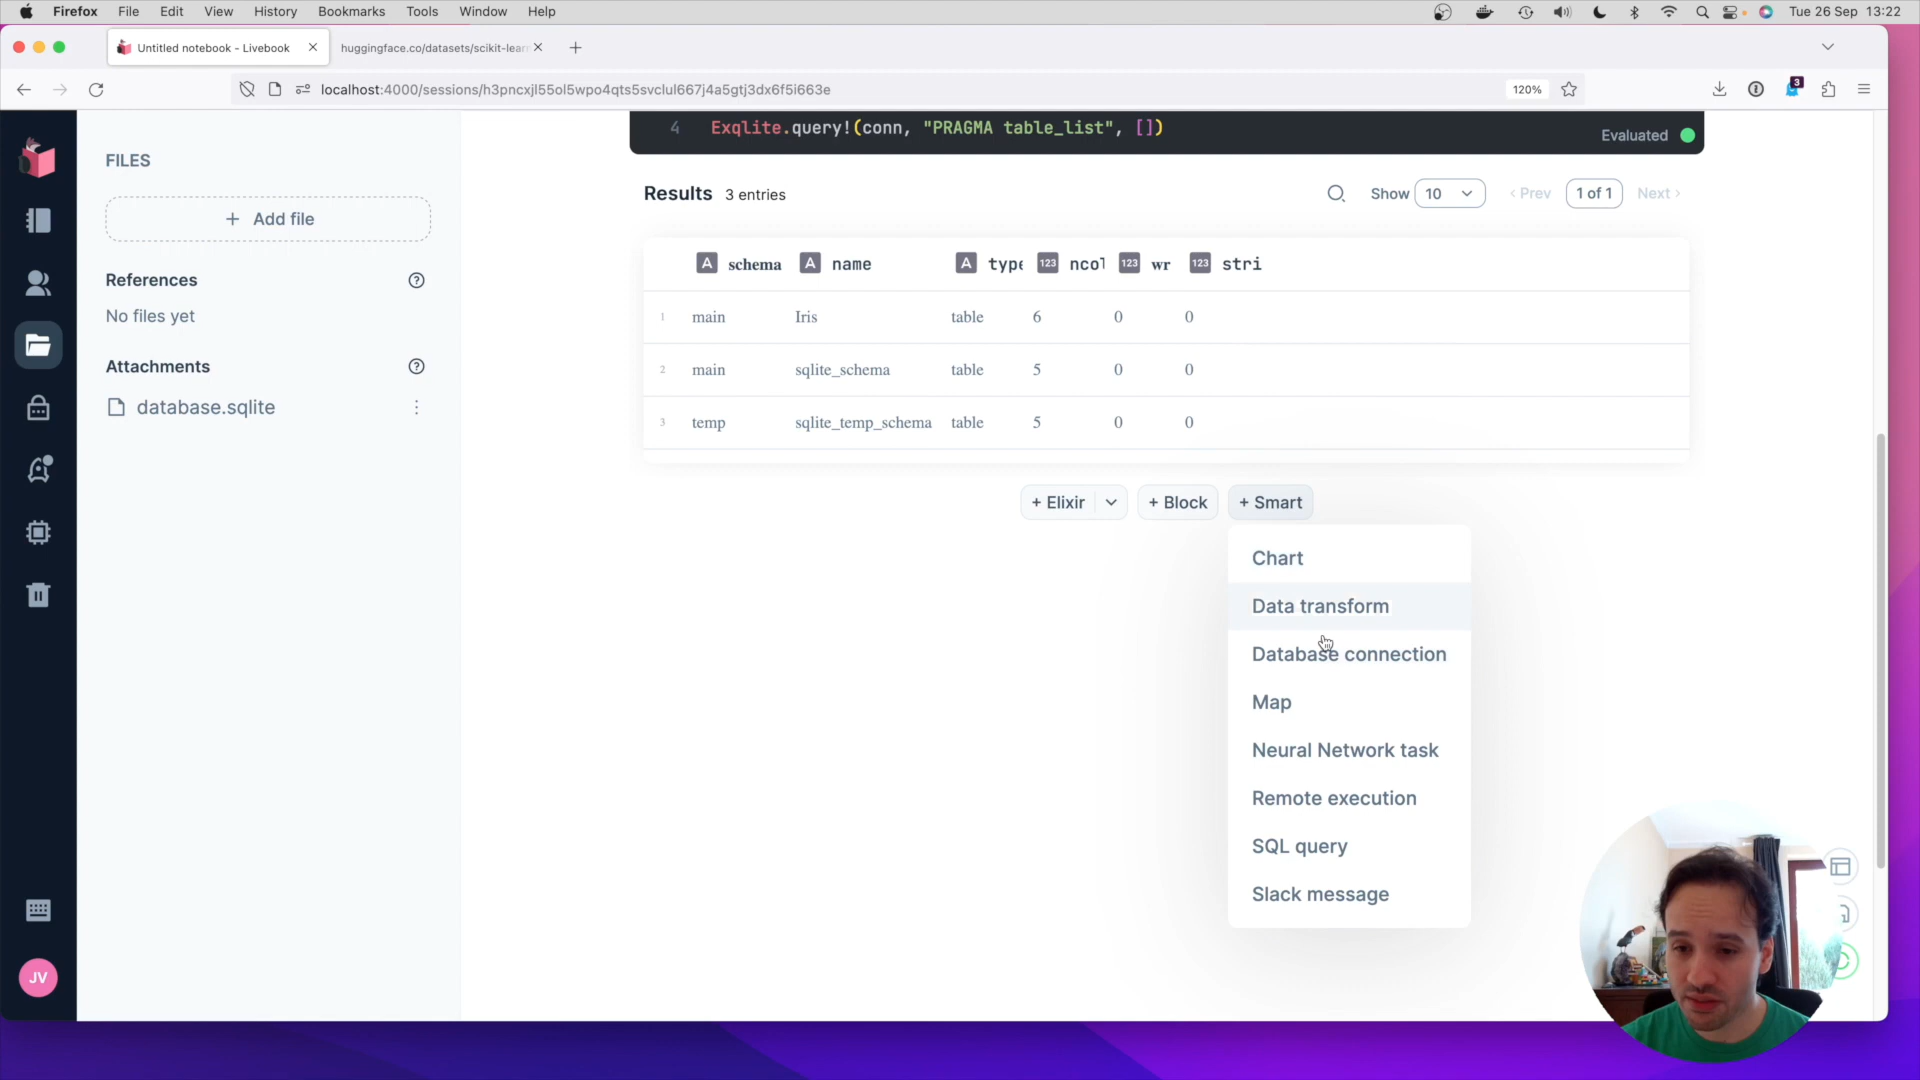 Firefox File Edit View History Bookmarks Tools Window Help Tue 26 Sep 13:22
Untitled notebook - Livebook huggingface.co/datasets/scikit-lear
localhost:4000/sessions/h3pncxjl55ol5wpo4qts5svclul667j4a5gtj3dx6f5i663e 120% 3
4 Exqlite.query!(conn, "PRAGMA table_list", [])
Evaluated
FILES
+ Add file
References
No files yet
Attachments
database.sqlite
JV
Results 3 entries Show 10 Prev 1 of 1 Next
A schema A name A type 123 ncol 123 wr 123 stri
1 main Iris table 6 0 0
2 main sqlite_schema table 5 0 0
3 temp sqlite_temp_schema table 5 0 0
+ Elixir + Block + Smart
Chart
Data transform
Database connection
Map
Neural Network task
Remote execution
SQL query
Slack message